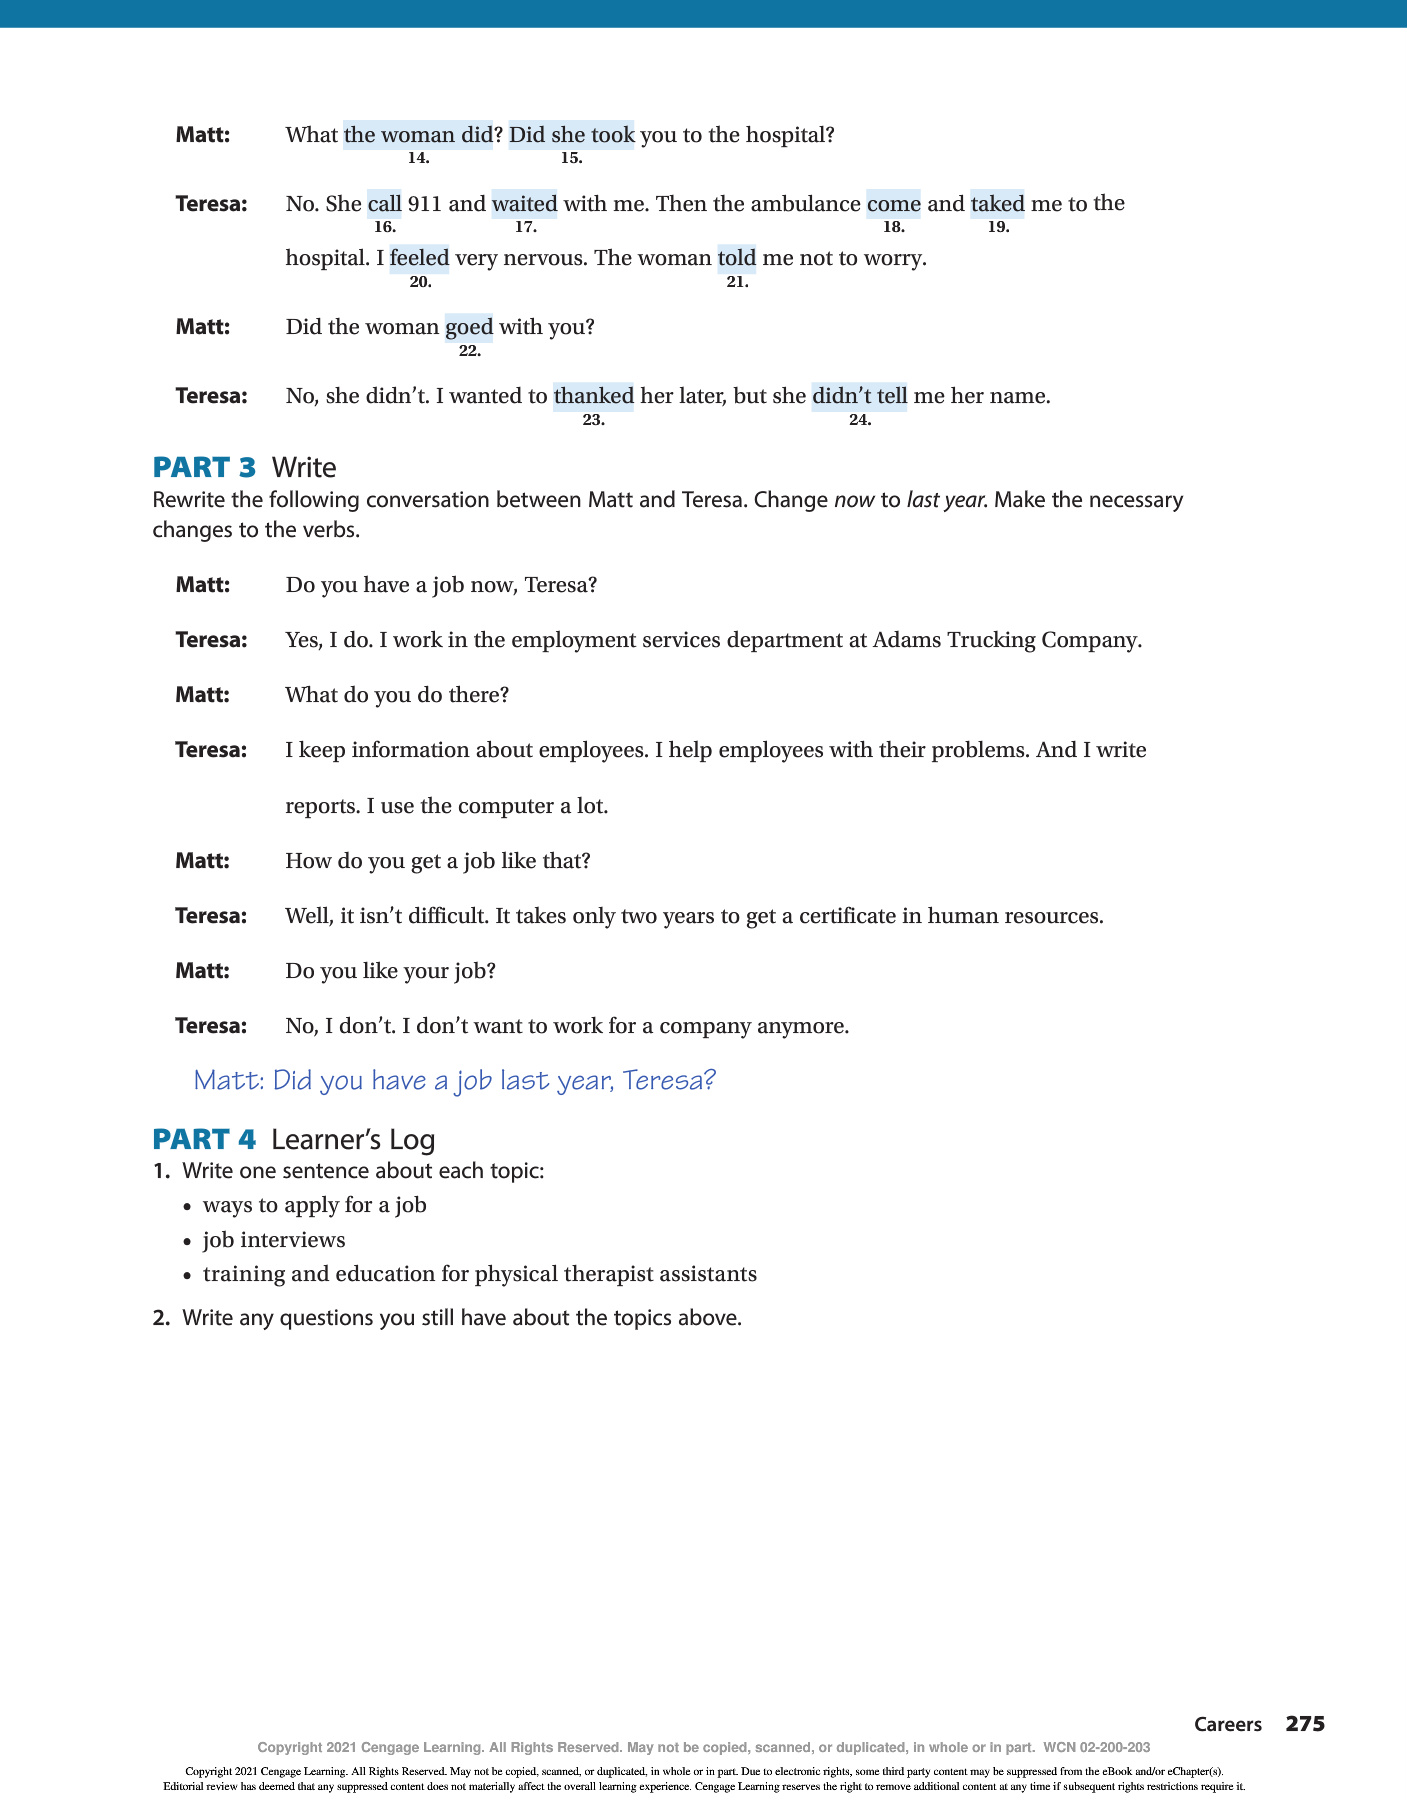 Matt: What the woman did? Did she took you to the hospital?
14. 15.
Teresa: No. She call 911 and waited with me. Then the ambulance come and taked me to the
16. 17. 18. 19.
hospital. I feeled very nervous. The woman told me not to worry.
20. 21.
Matt: Did the woman goed with you?
22.
Teresa: No, she didn’t. I wanted to thanked her later, but she didn’t tell me her name.
23. 24.
PART 3 Write
Rewrite the following conversation between Matt and Teresa. Change now to last year. Make the necessary
changes to the verbs.
Matt: Do you have a job now, Teresa?
Teresa: Yes, I do. I work in the employment services department at Adams Trucking Company.
Matt: What do you do there?
Teresa: I keep information about employees. I help employees with their problems. And I write
reports. I use the computer a lot.
Matt: How do you get a job like that?
Teresa: Well, it isn’t difficult. It takes only two years to get a certificate in human resources.
Matt: Do you like your job?
Teresa: No, I don’t. I don’t want to work for a company anymore.
Matt: Did you have a job last year, Teresa?
PART 4 Learner’s Log
1. Write one sentence about each topic:
• ways to apply for a job
• job interviews
• training and education for physical therapist assistants
2. Write any questions you still have about the topics above.
Careers 275
Copyright 2021 Cengage Learning. All Rights Reserved. May not be copied, scanned, or duplicated, in whole or in part. WCN 02-200-203
Copyright 2021 Cengage Learning. All Rights Reserved. May not be copied, scanned, or duplicated, in whole or in part. Due to electronic rights, some third party content may be suppressed from the eBook and/or eChapter(s).
Editorial review has deemed that any suppressed content does not materially affect the overall learning experience. Cengage Learning reserves the right to remove additional content at any time if subsequent rights restrictions require it.